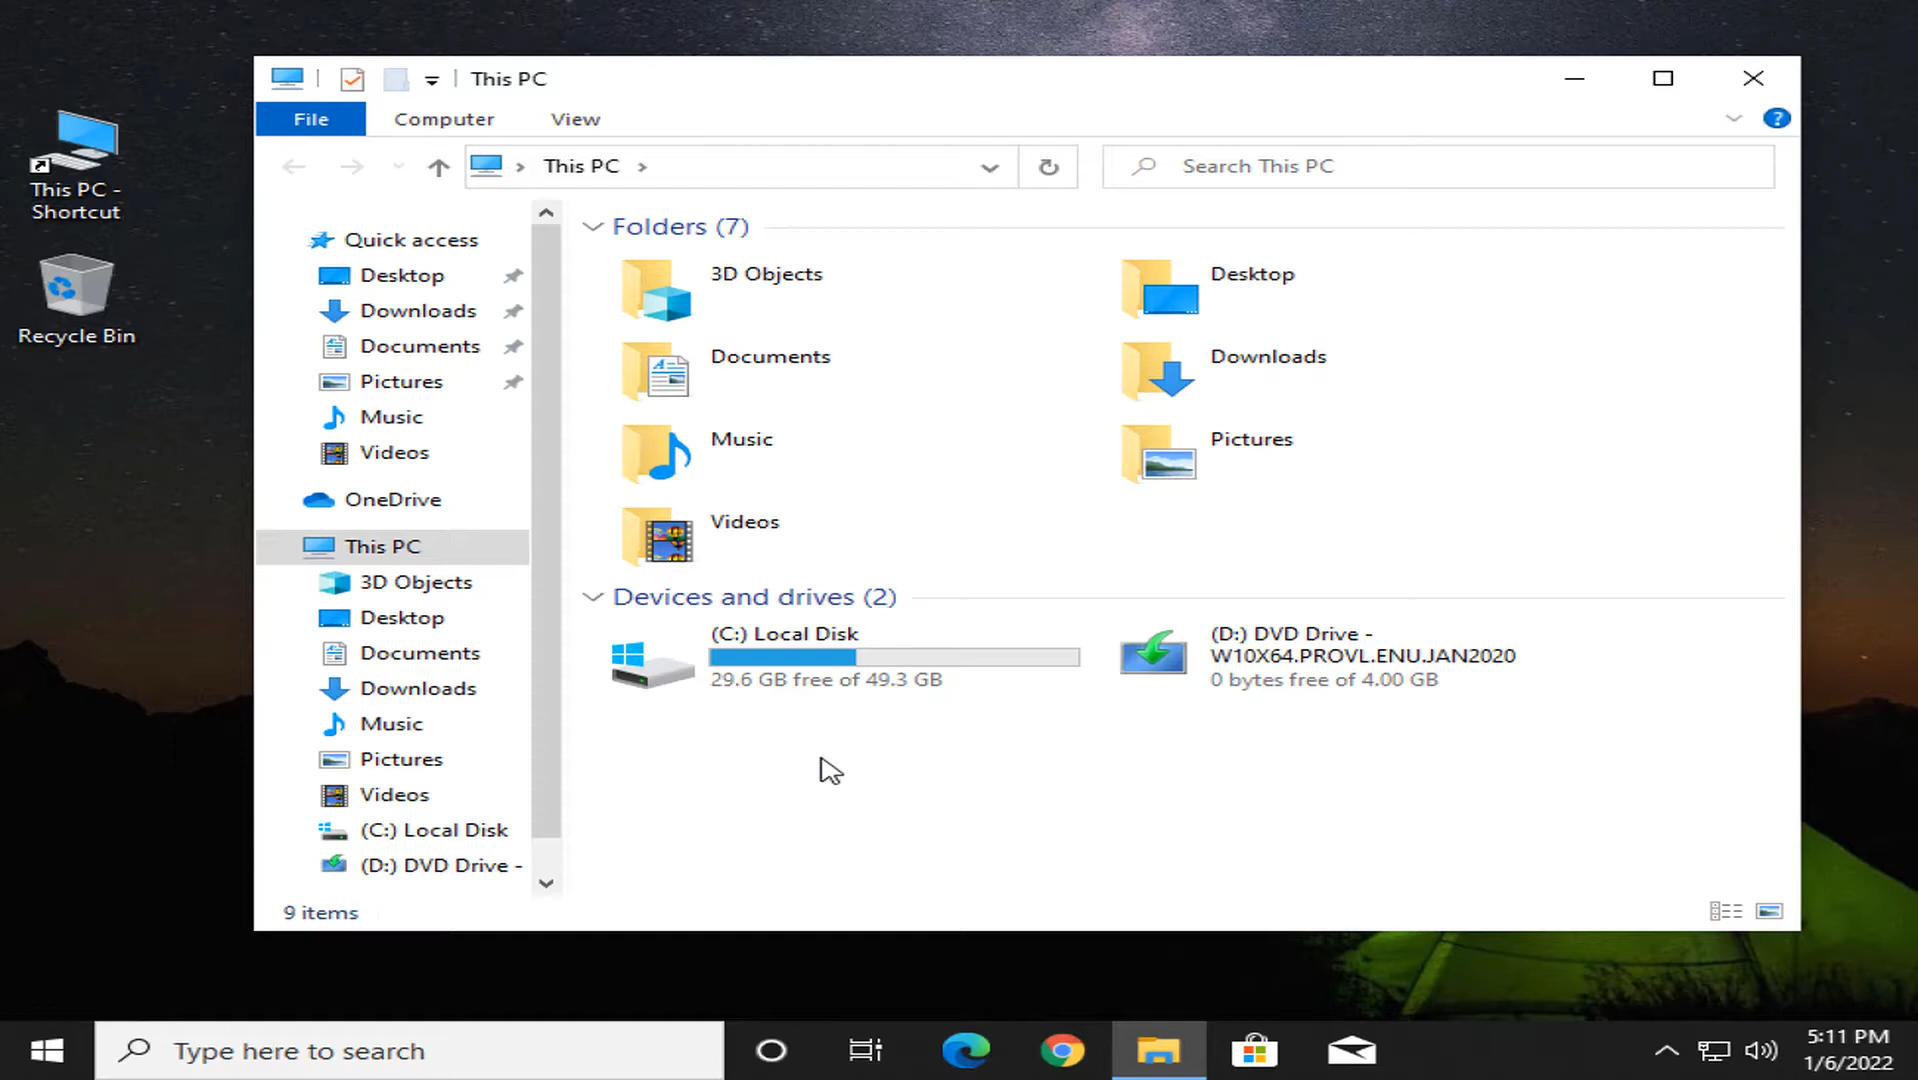 This PC
File
Computer
View
?
This PC
Search This PC
This PC -
Shortcut
Recycle Bin
Quick access
Desktop
Downloads
Documents
Pictures
Music
Videos
OneDrive
This PC
3D Objects
Desktop
Documents
Downloads
Music
Pictures
Videos
(C:) Local Disk
(D:) DVD Drive -
Folders (7)
3D Objects
Desktop
Documents
Downloads
Music
Pictures
Videos
Devices and drives (2)
(C:) Local Disk
29.6 GB free of 49.3 GB
(D:) DVD Drive -
W10X64.PROVL.ENU.JAN2020
0 bytes free of 4.00 GB
9 items
Type here to search
5:11 PM
1/6/2022